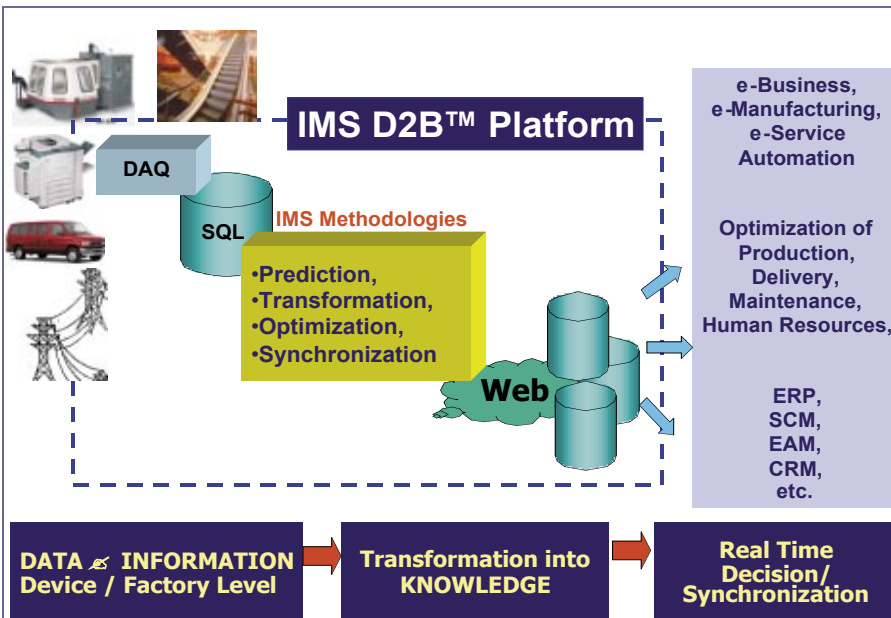 IMS D2B™ Platform
DAQ
SQL
IMS Methodologies
•Prediction,
•Transformation,
•Optimization,
•Synchronization
Web
e-Business,
e-Manufacturing,
e-Service
Automation
Optimization of
Production,
Delivery,
Maintenance,
Human Resources,
ERP,
SCM,
EAM,
CRM,
etc.
DATA INFORMATION
Device / Factory Level
Transformation into
KNOWLEDGE
Real Time
Decision/
Synchronization